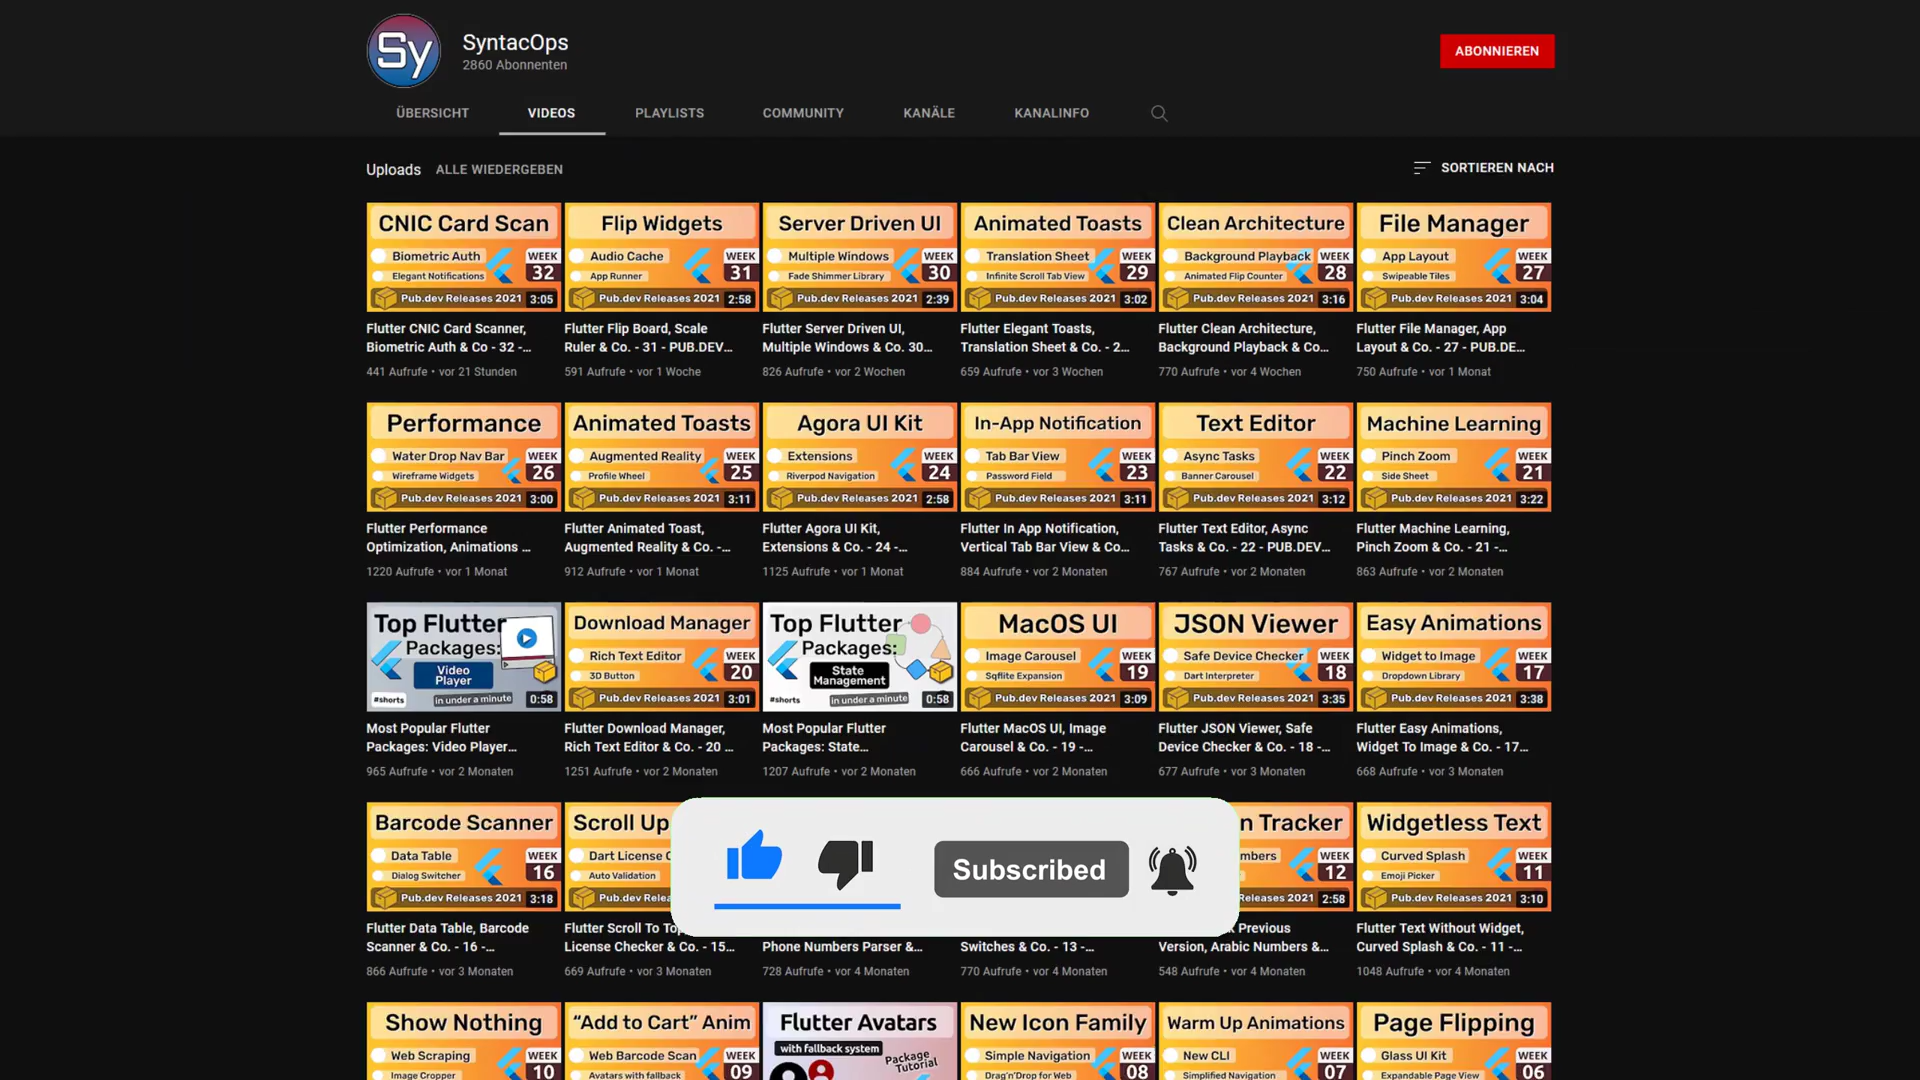 Sy
SyntacOps
2860 Abonnenten
ABONNIEREN
ÜBERSICHT
VIDEOS
PLAYLISTS
COMMUNITY
KANÄLE
KANALINFO
Uploads
ALLE WIEDERGEBEN
SORTIEREN NACH
CNIC Card Scan
Biometric Auth
Elegant Notifications
WEEK
32
Pub.dev Releases 2021
3:05
Flip Widgets
Audio Cache
App Runner
WEEK
31
Pub.dev Releases 2021
2:58
Server Driven UI
Multiple Windows
Fade Shimmer Library
WEEK
30
Pub.dev Releases 2021
2:39
Animated Toasts
Translation Sheet
Infinite Scroll Tab View
WEEK
29
Pub.dev Releases 2021
3:02
Clean Architecture
Background Playback
Animated Flip Counter
WEEK
28
Pub.dev Releases 2021
3:16
File Manager
App Layout
Swipeable Tiles
WEEK
27
Pub.dev Releases 2021
3:04
Flutter CNIC Card Scanner,
Biometric Auth & Co - 32 -...
441 Aufrufe • vor 21 Stunden
Flutter Flip Board, Scale
Ruler & Co. - 31 - PUB.DEV...
591 Aufrufe • vor 1 Woche
Flutter Server Driven UI,
Multiple Windows & Co. 30...
826 Aufrufe • vor 2 Wochen
Flutter Elegant Toasts,
Translation Sheet & Co. - 2...
659 Aufrufe • vor 3 Wochen
Flutter Clean Architecture,
Background Playback & Co...
770 Aufrufe • vor 4 Wochen
Flutter File Manager, App
Layout & Co. - 27 - PUB.DE...
750 Aufrufe • vor 1 Monat
Performance
Water Drop Nav Bar
Wireframe Widgets
WEEK
26
Pub.dev Releases 2021
3:00
Animated Toasts
Augmented Reality
Profile Wheel
WEEK
25
Pub.dev Releases 2021
3:11
Agora UI Kit
Extensions
Riverpod Navigation
WEEK
24
Pub.dev Releases 2021
2:58
In-App Notification
Tab Bar View
Password Field
WEEK
23
Pub.dev Releases 2021
3:11
Text Editor
Async Tasks
Banner Carousel
WEEK
22
Pub.dev Releases 2021
3:12
Machine Learning
Pinch Zoom
Side Sheet
WEEK
21
Pub.dev Releases 2021
3:22
Flutter Performance
Optimization, Animations ...
1220 Aufrufe • vor 1 Monat
Flutter Animated Toast,
Augmented Reality & Co. -...
912 Aufrufe • vor 1 Monat
Flutter Agora UI Kit,
Extensions & Co. - 24 -...
1125 Aufrufe • vor 1 Monat
Flutter In App Notification,
Vertical Tab Bar View & Co...
884 Aufrufe • vor 2 Monaten
Flutter Text Editor, Async
Tasks & Co. - 22 - PUB.DEV...
767 Aufrufe • vor 2 Monaten
Flutter Machine Learning,
Pinch Zoom & Co. - 21 -...
863 Aufrufe • vor 2 Monaten
Top Flutter
Packages:
Video
Player
#shorts
in under a minute
0:58
Download Manager
Rich Text Editor
3D Button
WEEK
20
Pub.dev Releases 2021
3:01
Top Flutter
Packages:
State
Management
#shorts
in under a minute
0:58
MacOS UI
Image Carousel
Sqflite Expansion
WEEK
19
Pub.dev Releases 2021
3:09
JSON Viewer
Safe Device Checker
Dart Interpreter
WEEK
18
Pub.dev Releases 2021
3:35
Easy Animations
Widget to Image
Dropdown Library
WEEK
17
Pub.dev Releases 2021
3:38
Most Popular Flutter
Packages: Video Player...
965 Aufrufe • vor 2 Monaten
Flutter Download Manager,
Rich Text Editor & Co. - 20 ...
1251 Aufrufe • vor 2 Monaten
Most Popular Flutter
Packages: State...
1207 Aufrufe • vor 2 Monaten
Flutter MacOS UI, Image
Carousel & Co. - 19 -...
666 Aufrufe • vor 2 Monaten
Flutter JSON Viewer, Safe
Device Checker & Co. - 18 -...
677 Aufrufe • vor 3 Monaten
Flutter Easy Animations,
Widget To Image & Co. - 17...
668 Aufrufe • vor 3 Monaten
Barcode Scanner
Data Table
Dialog Switcher
WEEK
16
Pub.dev Releases 2021
3:18
Scroll Up
Dart License
Auto Validation
Pub.dev Rele
Subscribed
n Tracker
mbers
WEEK
12
2021
2:58
Widgetless Text
Curved Splash
Emoji Picker
WEEK
11
Pub.dev Releases 2021
3:10
Flutter Data Table, Barcode
Scanner & Co. - 16 -...
866 Aufrufe • vor 3 Monaten
Flutter Scroll To Top
License Checker & Co. - 15...
669 Aufrufe • vor 3 Monaten
Phone Numbers Parser &...
728 Aufrufe • vor 4 Monaten
Switches & Co. - 13 -...
770 Aufrufe • vor 4 Monaten
Previous
Version, Arabic Numbers &...
548 Aufrufe • vor 4 Monaten
Flutter Text Without Widget,
Curved Splash & Co. - 11 -...
1048 Aufrufe • vor 4 Monaten
Show Nothing
Web Scraping
Image Cropper
WEEK
10
“Add to Cart” Anim
Web Barcode Scan
Avatars with fallback
WEEK
09
Flutter Avatars
with fallback system
Package
Tutorial
New Icon Family
Simple Navigation
Drag'n'Drop for Web
WEEK
08
Warm Up Animations
New CLI
Simplified Navigation
WEEK
07
Page Flipping
Glass UI Kit
Expandable Page View
WEEK
06